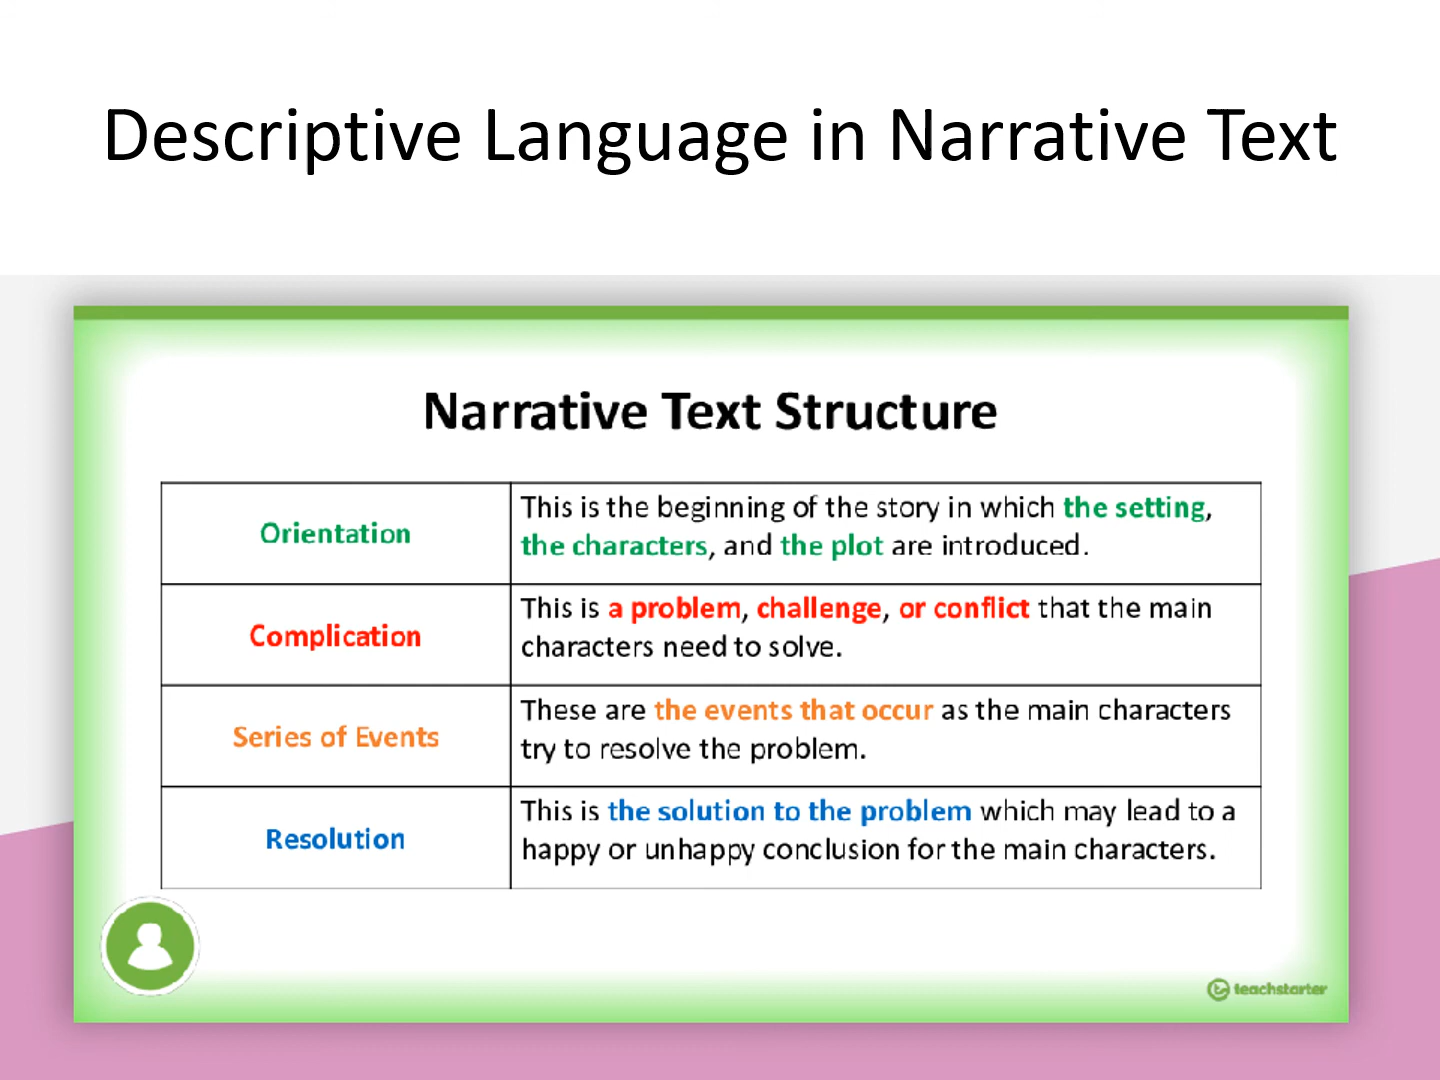 Descriptive Language in Narrative Text
Narrative Text Structure
Orientation
This is the beginning of the story in which the setting,
the characters, and the plot are introduced.
Complication
This is a problem, challenge, or conflict that the main
characters need to solve.
Series of Events
These are the events that occur as the main characters
try to resolve the problem.
Resolution
This is the solution to the problem which may lead to a
happy or unhappy conclusion for the main characters.
teachstarter